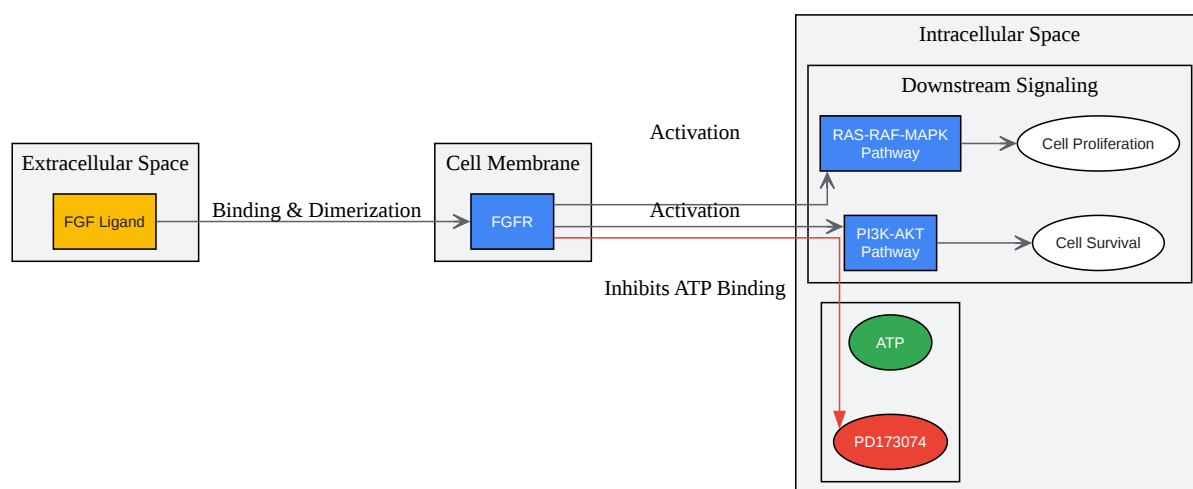 Intracellular Space
Downstream Signaling
Activation
RAS-RAF-MAPK
Pathway
Cell Proliferation
Extracellular Space
Cell Membrane
FGF Ligand
Binding & Dimerization
FGFR
Activation
PI3K-AKT
Pathway
Cell Survival
Inhibits ATP Binding
ATP
PD173074